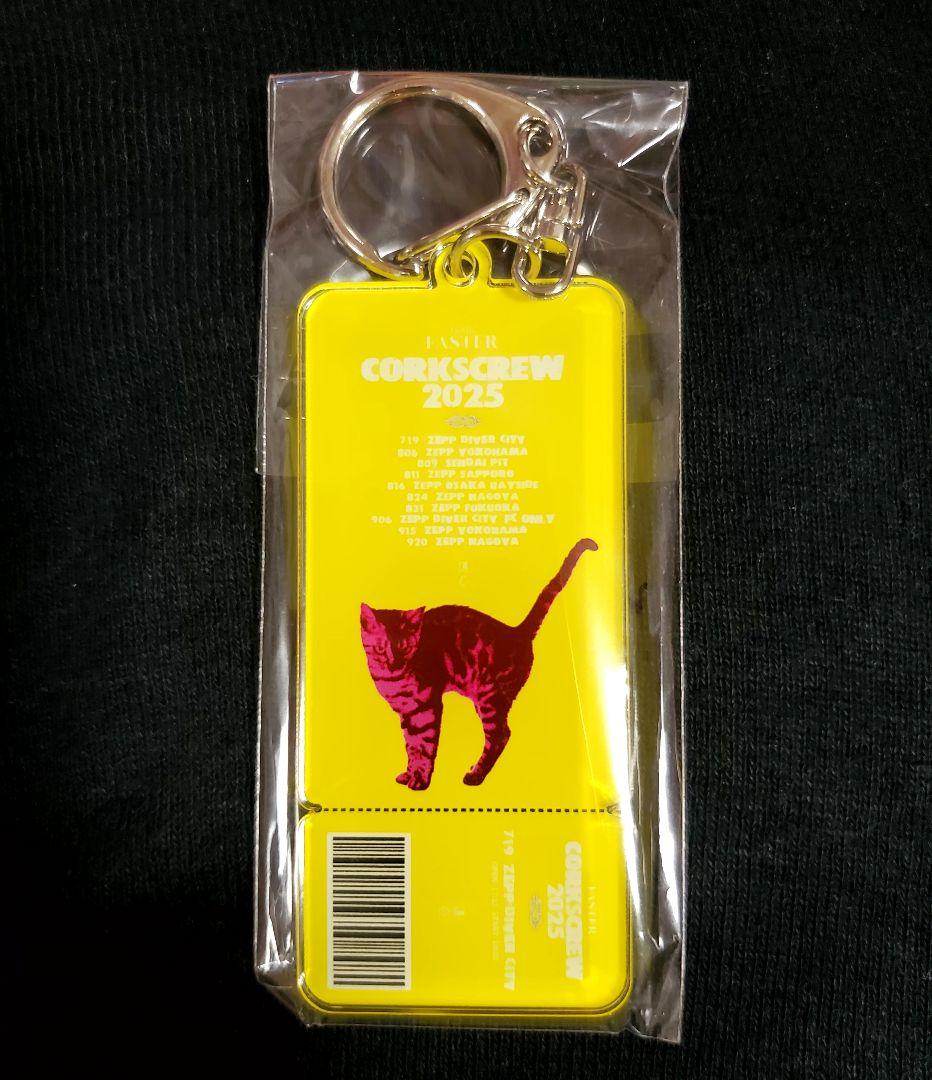 EASTER
CORKSCREW
2025
719 ZEPP DIVER CITY
806 ZEPP YOKOHAMA
809 SENDAI PIT
811 ZEPP SAPPORO
816 ZEPP OSAKA BAYSIDE
824 ZEPP NAGOYA
831 ZEPP FUKUOKA
906 ZEPP DIVER CITY FC ONLY
915 ZEPP YOKOHAMA
920 ZEPP NAGOYA
EASTER
CORKSCREW
2025
719 ZEPP DIVER CITY